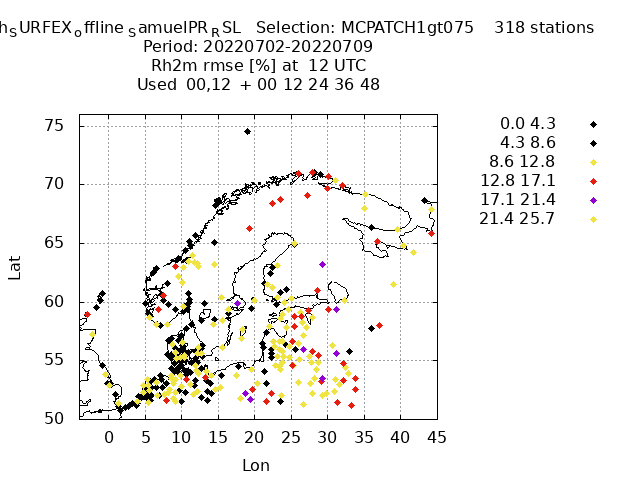 h_SURFEX_offline_SamuelPR_RSL Selection: MCPATCH1gt075 318 stations
Period: 20220702-20220709
Rh2m rmse [%] at 12 UTC
Used 00,12 + 00 12 24 36 48
0.0 4.3
4.3 8.6
8.6 12.8
12.8 17.1
17.1 21.4
21.4 25.7
75
70
65
60
55
50
Lat
0 5 10 15 20 25 30 35 40 45
Lon